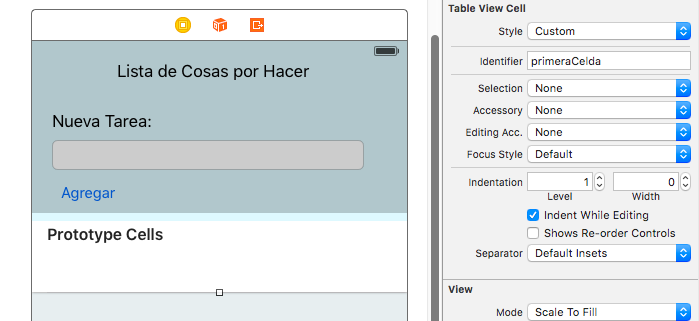 Lista de Cosas por Hacer
Nueva Tarea:
Agregar
Prototype Cells
Table View Cell
Style Custom
Identifier primeraCelda
Selection None
Accessory None
Editing Acc. None
Focus Style Default
Indentation 1 0
Level Width
Indent While Editing
Shows Re-order Controls
Separator Default Insets
View
Mode Scale To Fill